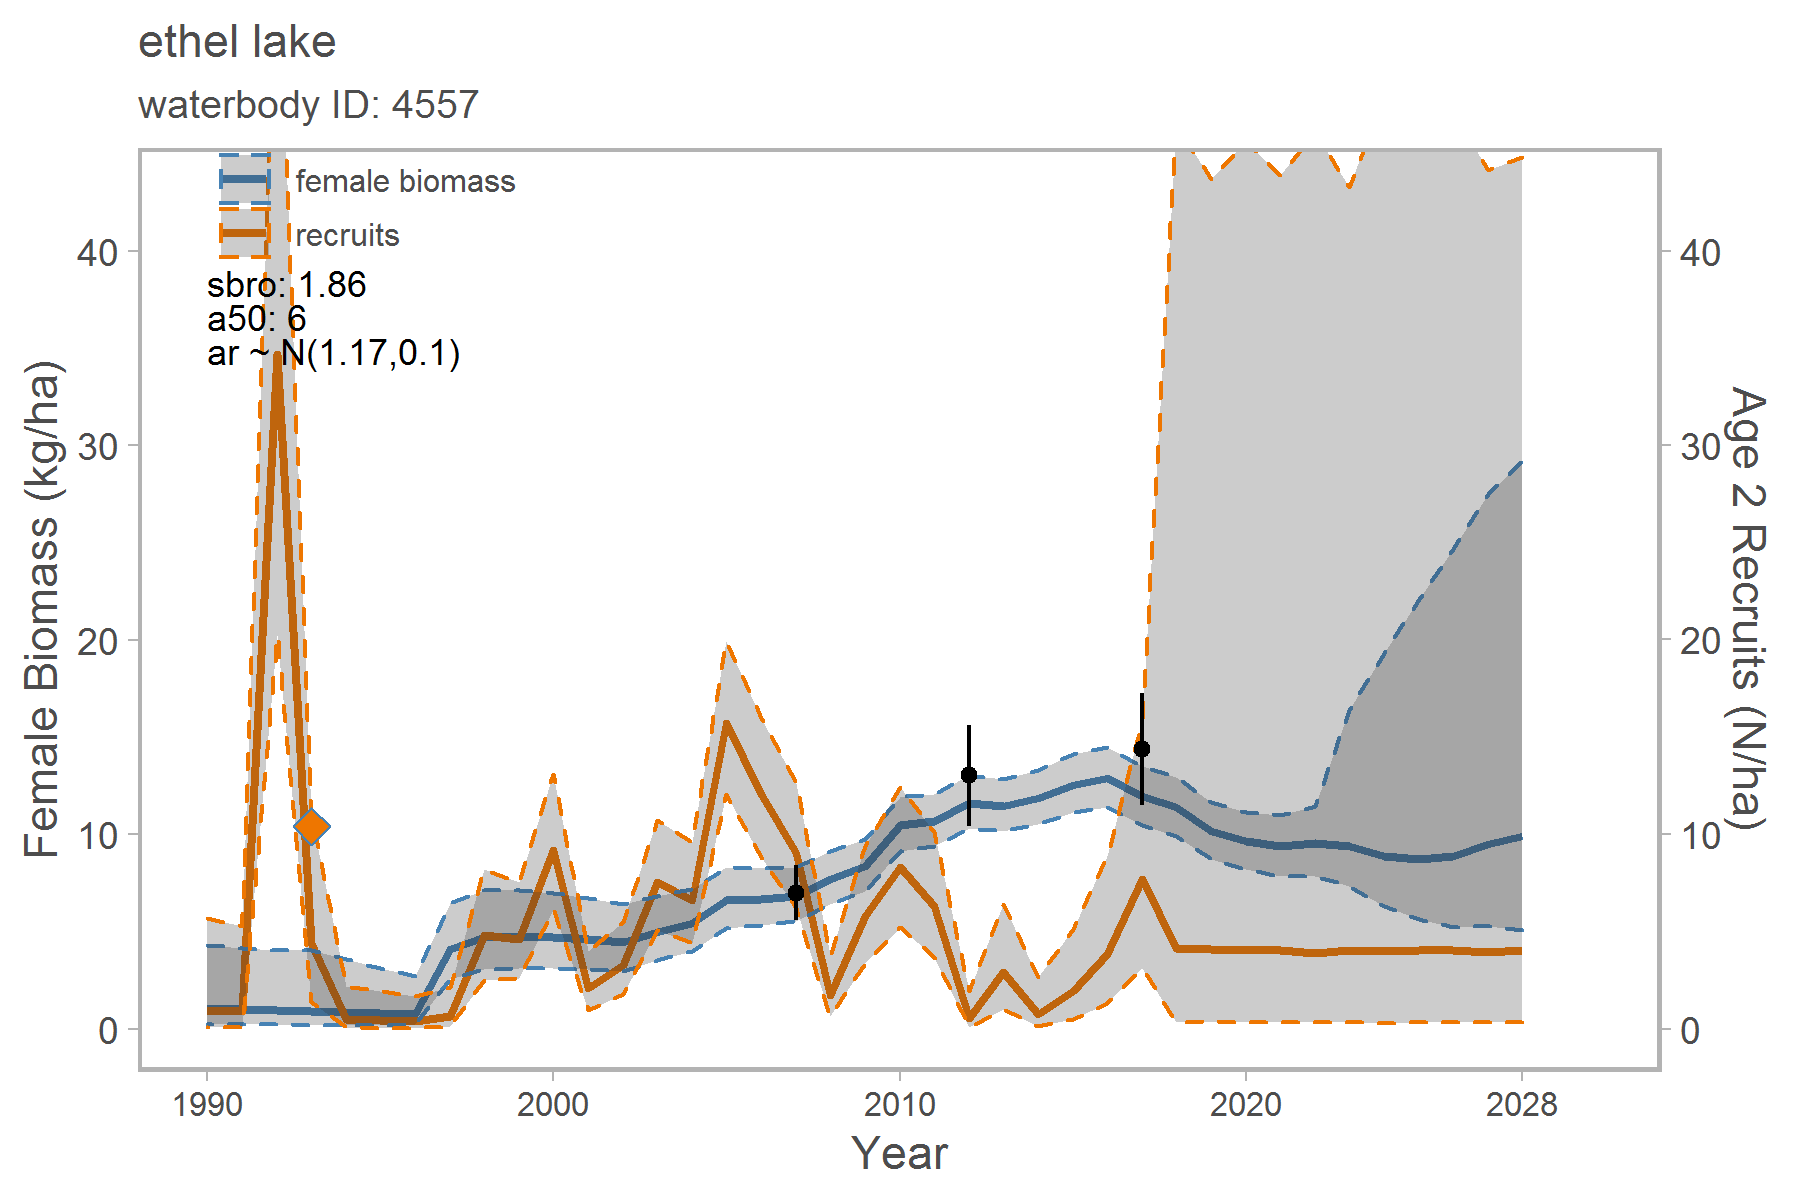 ethel lake
waterbody ID: 4557
female biomass
recruits
sbro: 1.86
a50: 6
ar ~ N(1.17,0.1)
Female Biomass (kg/ha)
40
30
20
10
0
40
30
20
10
0
Age 2 Recruits (N/ha)
1990 2000 2010 2020 2028
Year